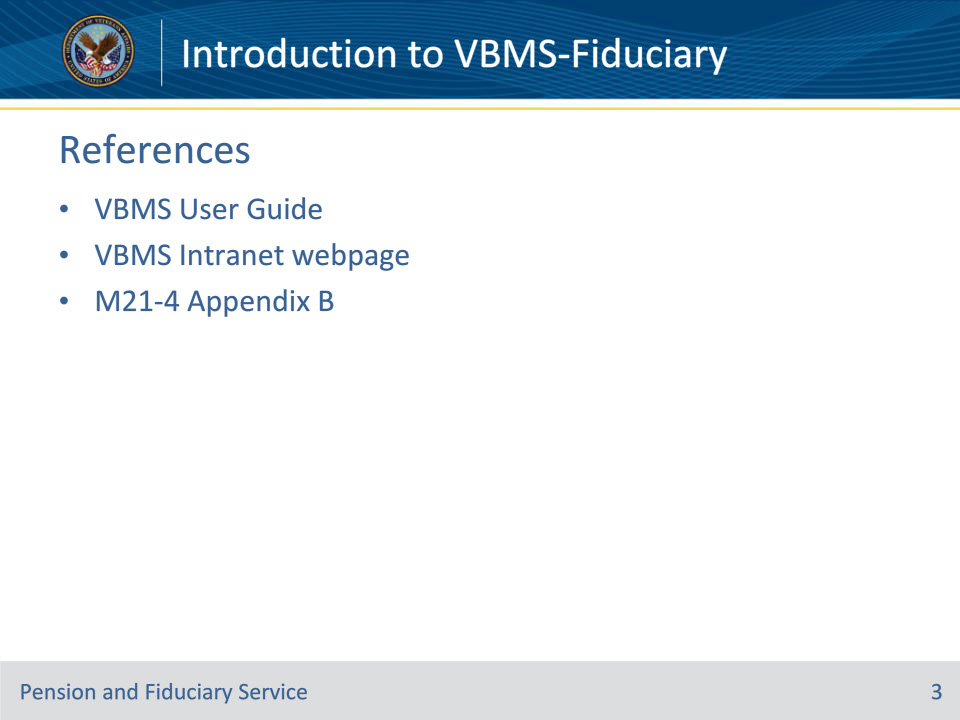 Introduction to VBMS-Fiduciary
References
• VBMS User Guide
• VBMS Intranet webpage
• M21-4 Appendix B
Pension and Fiduciary Service
3